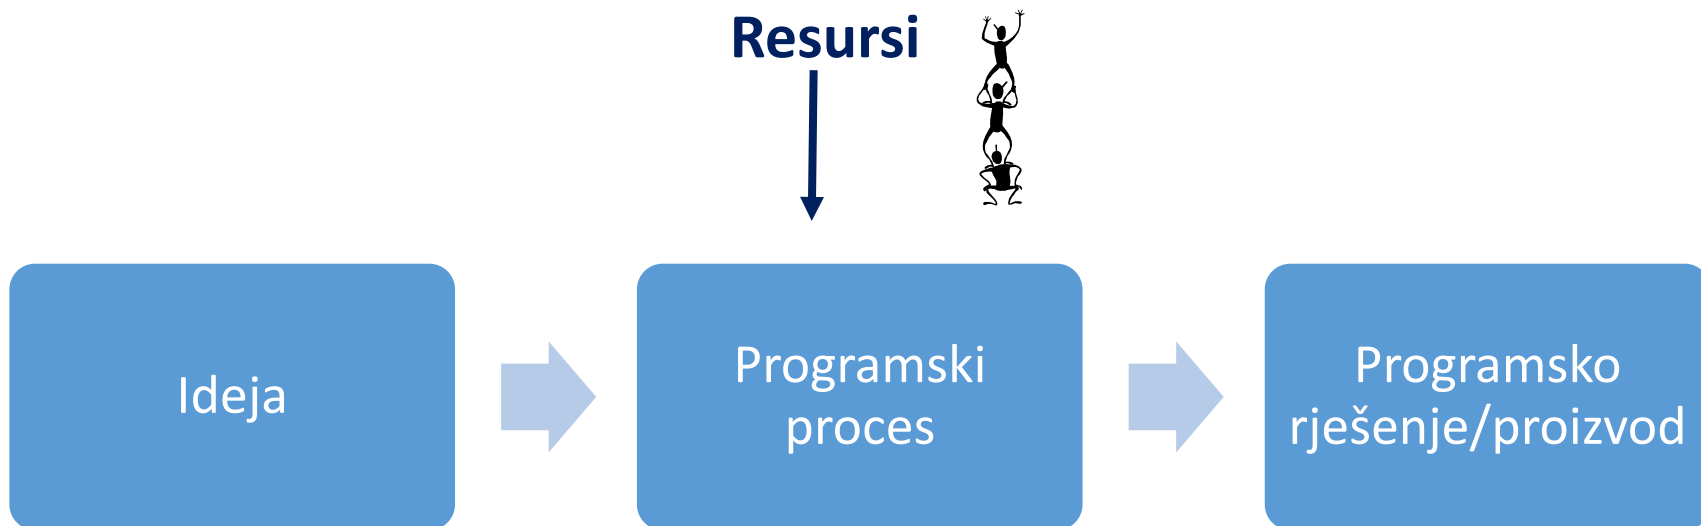 Resursi
Ideja
Programski
proces
Programsko
rješenje/proizvod